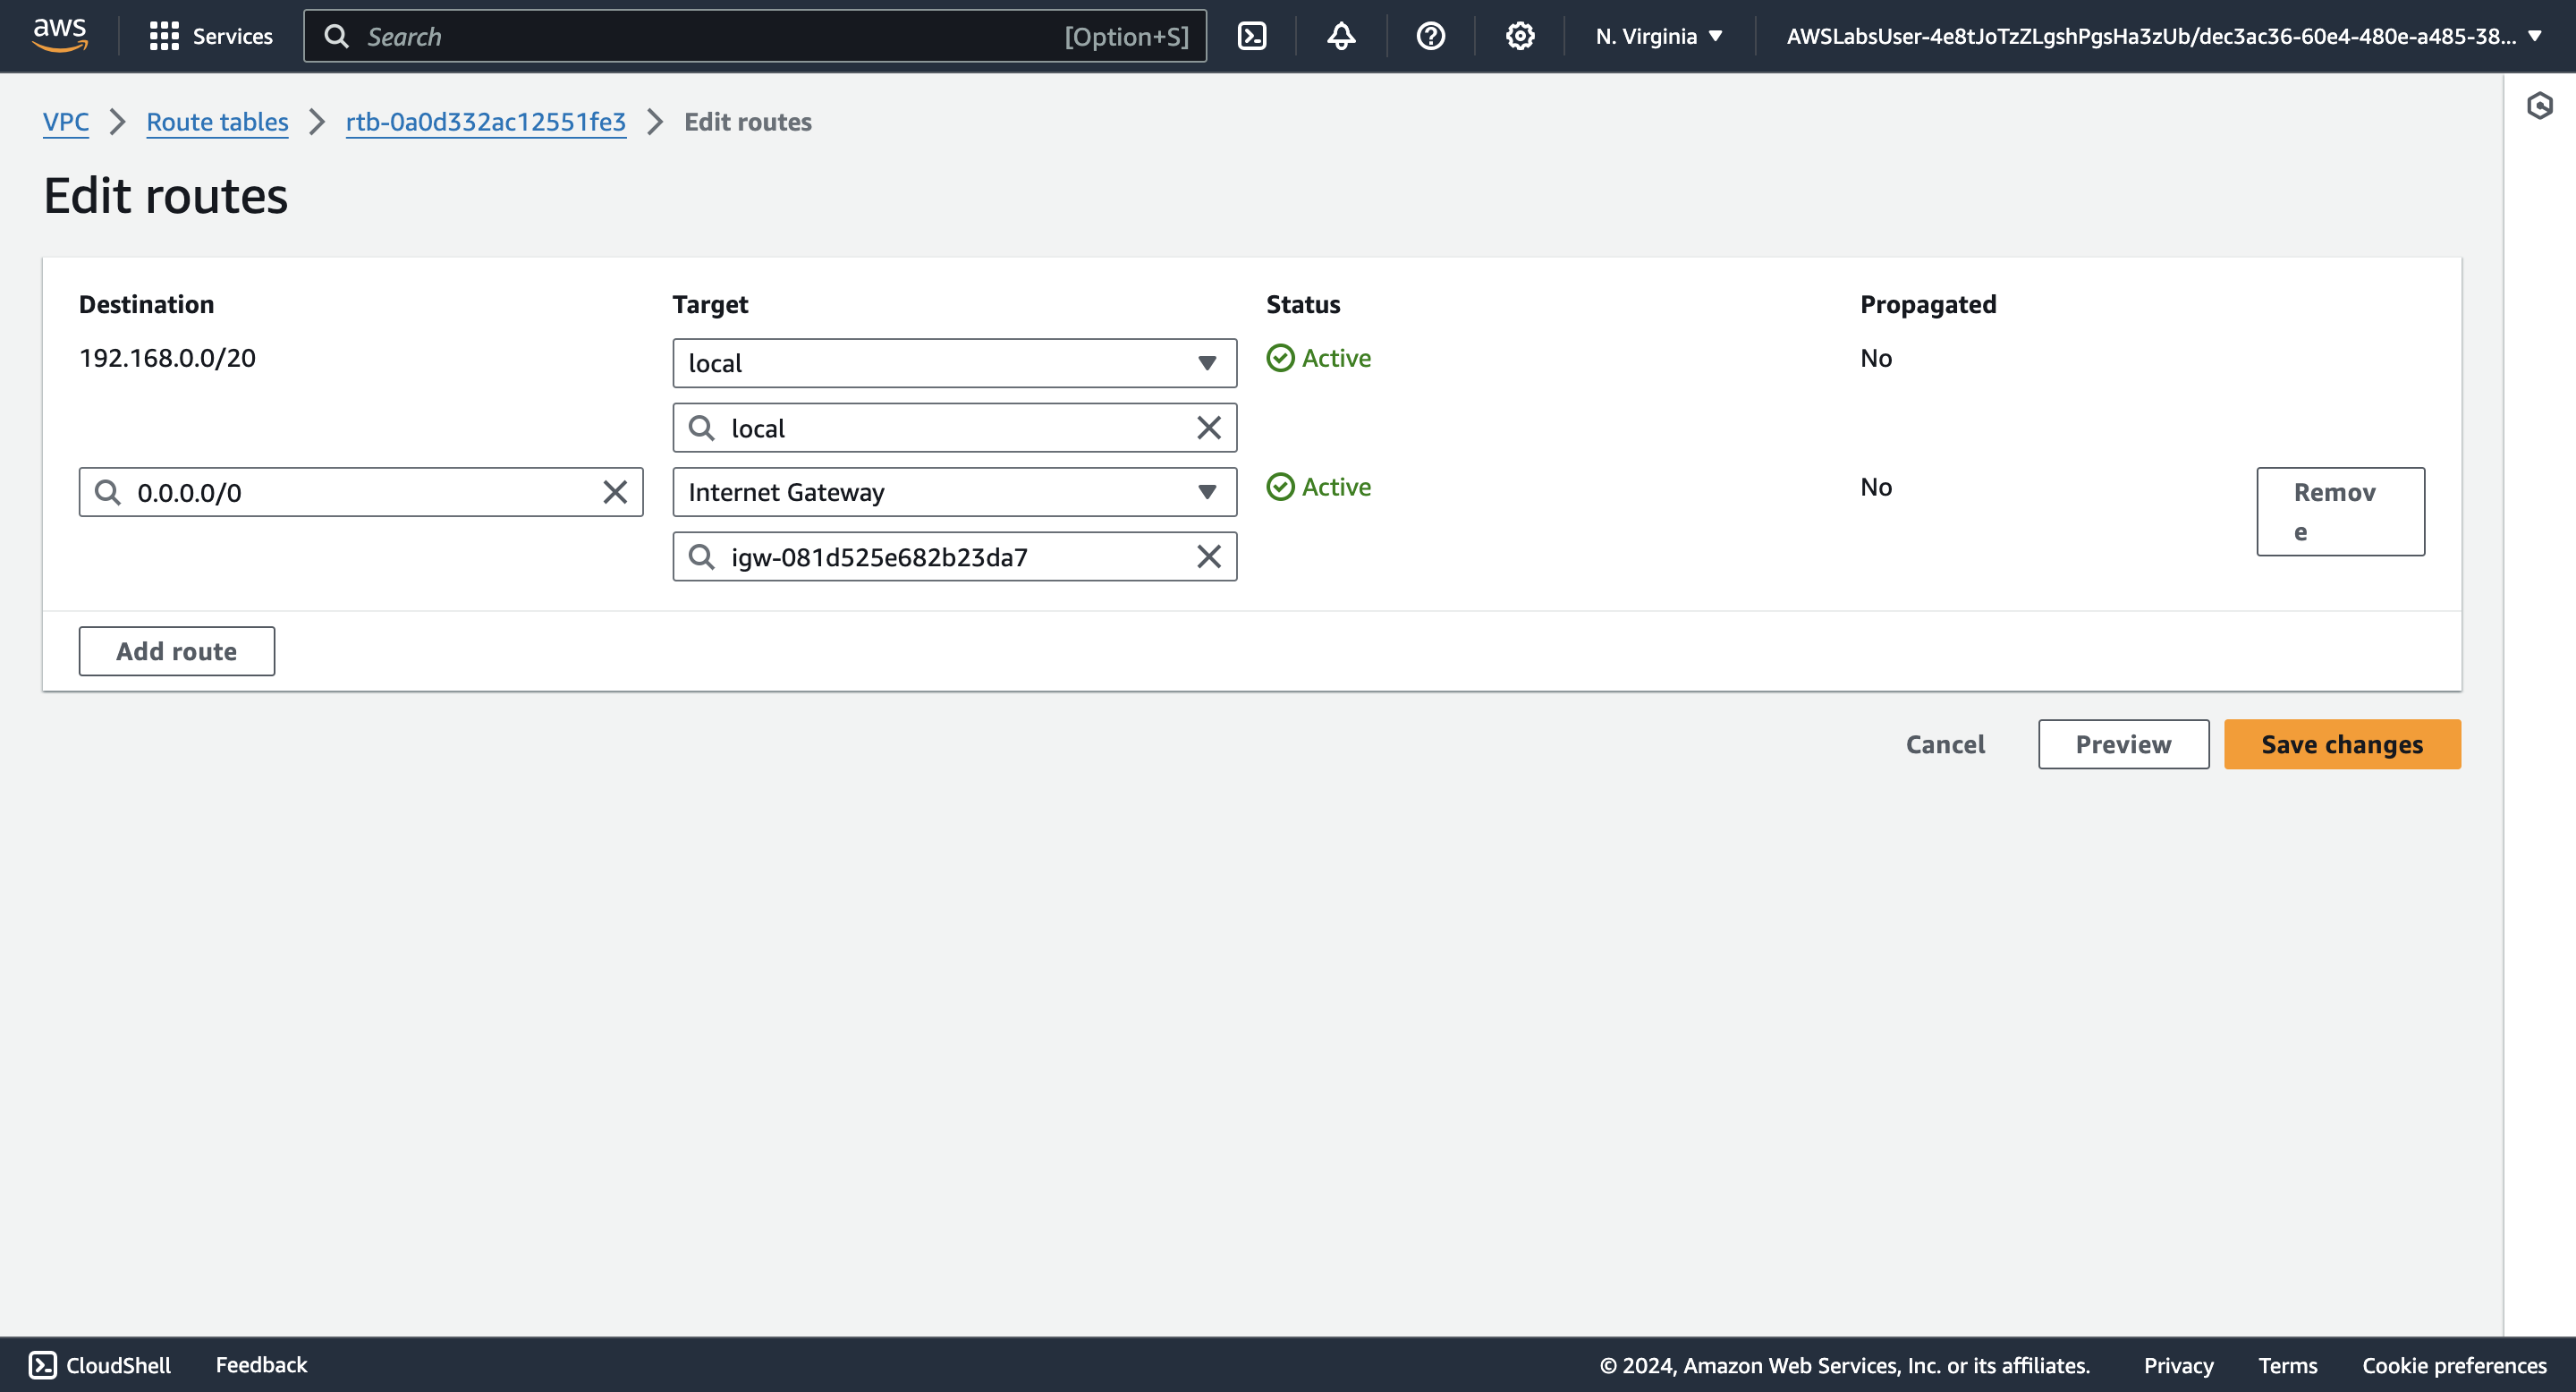 aws
Services
Search
[Option+S]
N. Virginia
AWSLabsUser-4e8tJoTzZLgshPgsHa3zUb/dec3ac36-60e4-480e-a485-38...
VPC
Route tables
rtb-0a0d332ac12551fe3
Edit routes
Edit routes
Destination
Target
Status
Propagated
192.168.0.0/20
local
Active
No
local
0.0.0.0/0
Internet Gateway
Active
No
Remov
e
igw-081d525e682b23da7
Add route
Cancel
Preview
Save changes
CloudShell
Feedback
© 2024, Amazon Web Services, Inc. or its affiliates.
Privacy
Terms
Cookie preferences